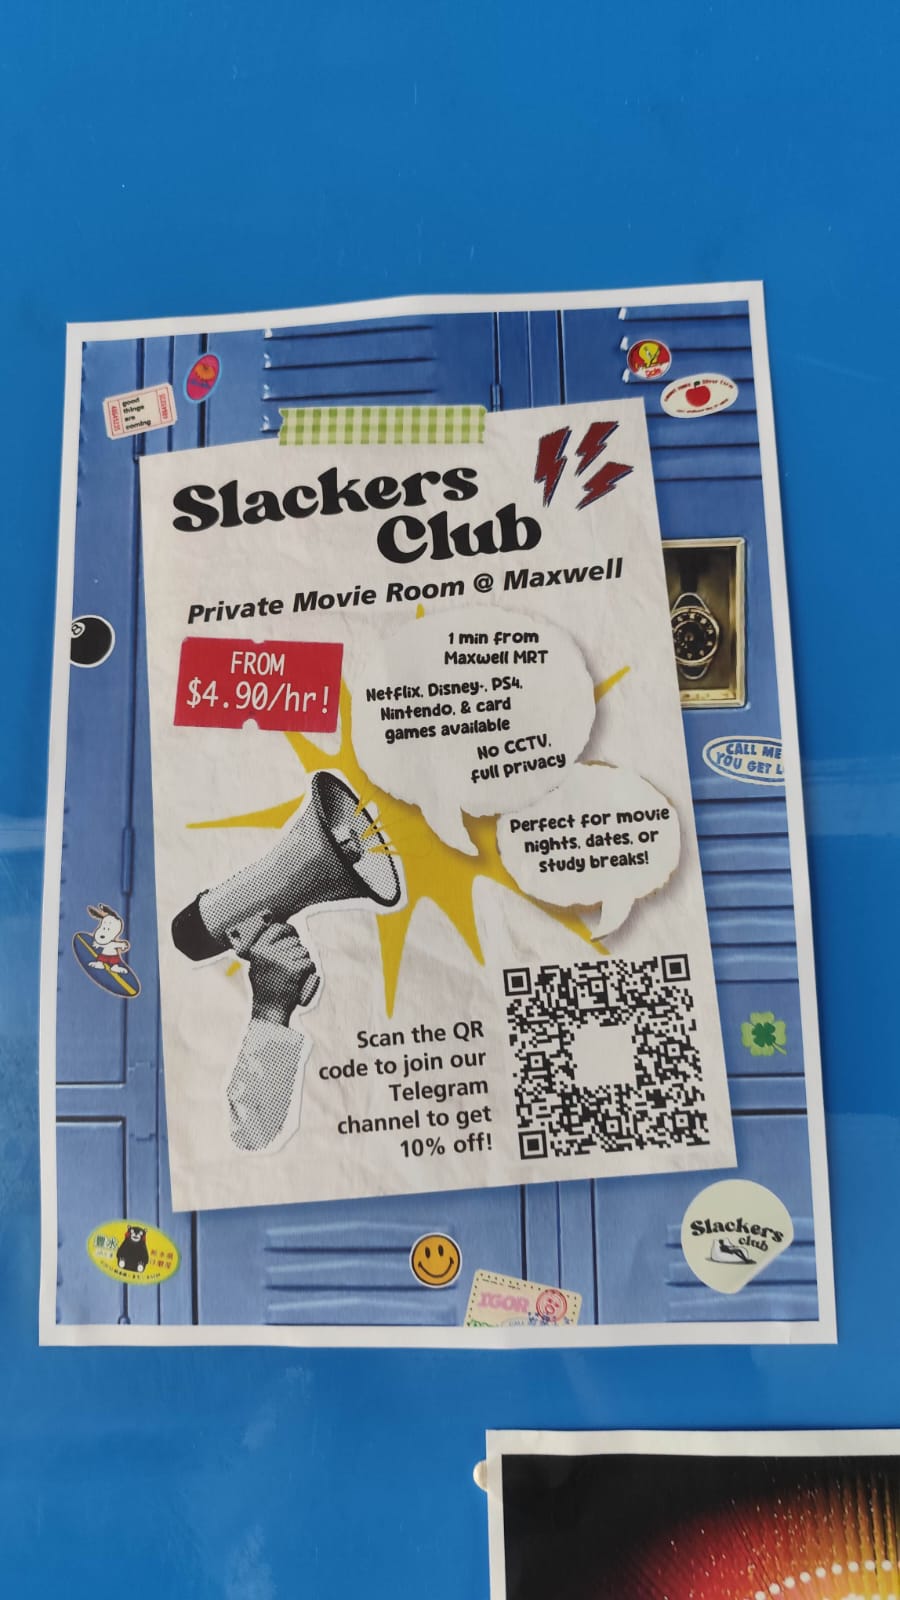 good
things
are
coming
Slackers
Club
Private Movie Room @ Maxwell
FROM
$4.90/hr!
1 min from
Maxwell MRT
Netflix, Disney+, PS4,
Nintendo, & card
games available
No CCTV,
full privacy
Perfect for movie
nights, dates, or
study breaks!
CALL ME
YOU GET L
8
Scan the QR
code to join our
Telegram
channel to get
10% off!
Slackers
club
IGOR